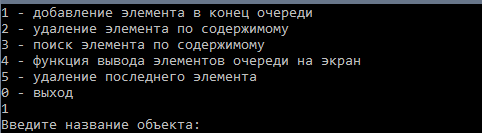 1 - добавление элемента в конец очереди
2 - удаление элемента по содержимому
3 - поиск элемента по содержимому
4 - функция вывода элементов очереди на экран
5 - удаление последнего элемента
0 - выход
1
Введите название объекта: